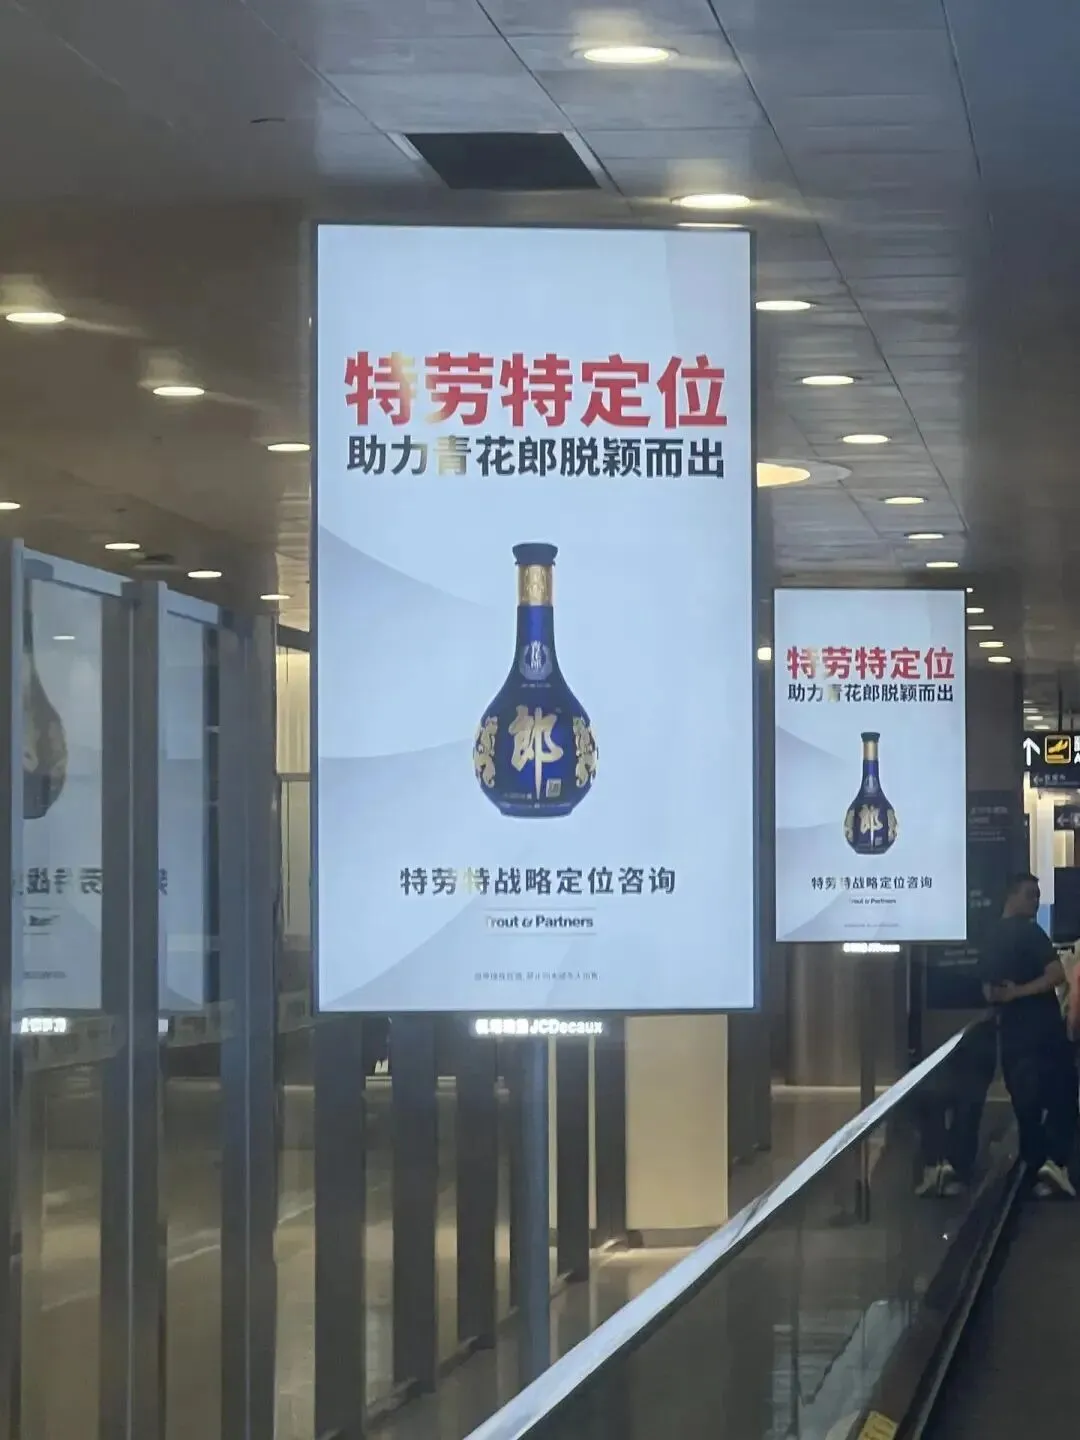 特劳特定位
助力青花郎脱颖而出
郎
特劳特战略定位咨询
Trout & Partners
JCDecaux
特劳特定位
助力青花郎脱颖而出
郎
特劳特战略定位咨询
Trout & Partners